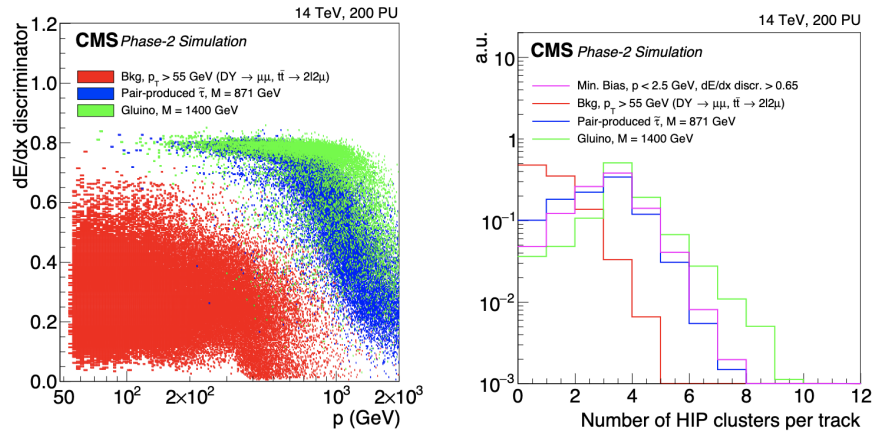 14 TeV, 200 PU
dE/dx discriminator
1.2
1.0
0.8
0.6
0.4
0.2
0.0
CMS Phase-2 Simulation
Bkg, p_T > 55 GeV (DY → μμ, tt̄ → 2l2μ)
Pair-produced τ̃, M = 871 GeV
Gluino, M = 1400 GeV
50 10² 2×10² 10³ 2×10³
p (GeV)
14 TeV, 200 PU
a.u.
10
1
10⁻¹
10⁻²
10⁻³
CMS Phase-2 Simulation
Min. Bias, p < 2.5 GeV, dE/dx discr. > 0.65
Bkg, p_T > 55 GeV (DY → μμ, tt̄ → 2l2μ)
Pair-produced τ̃, M = 871 GeV
Gluino, M = 1400 GeV
0 2 4 6 8 10 12
Number of HIP clusters per track